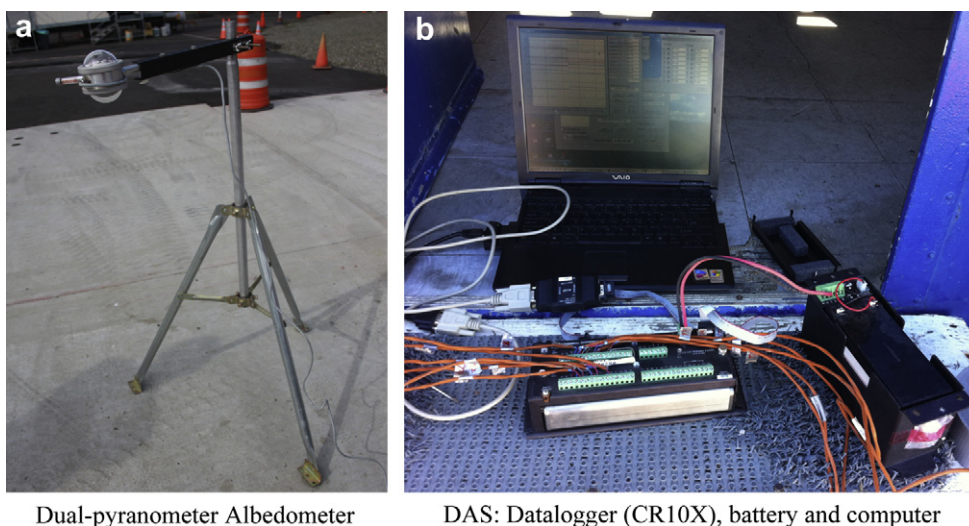 a
b
VAIO
Dual-pyranometer Albedometer
DAS: Datalogger (CR10X), battery and computer